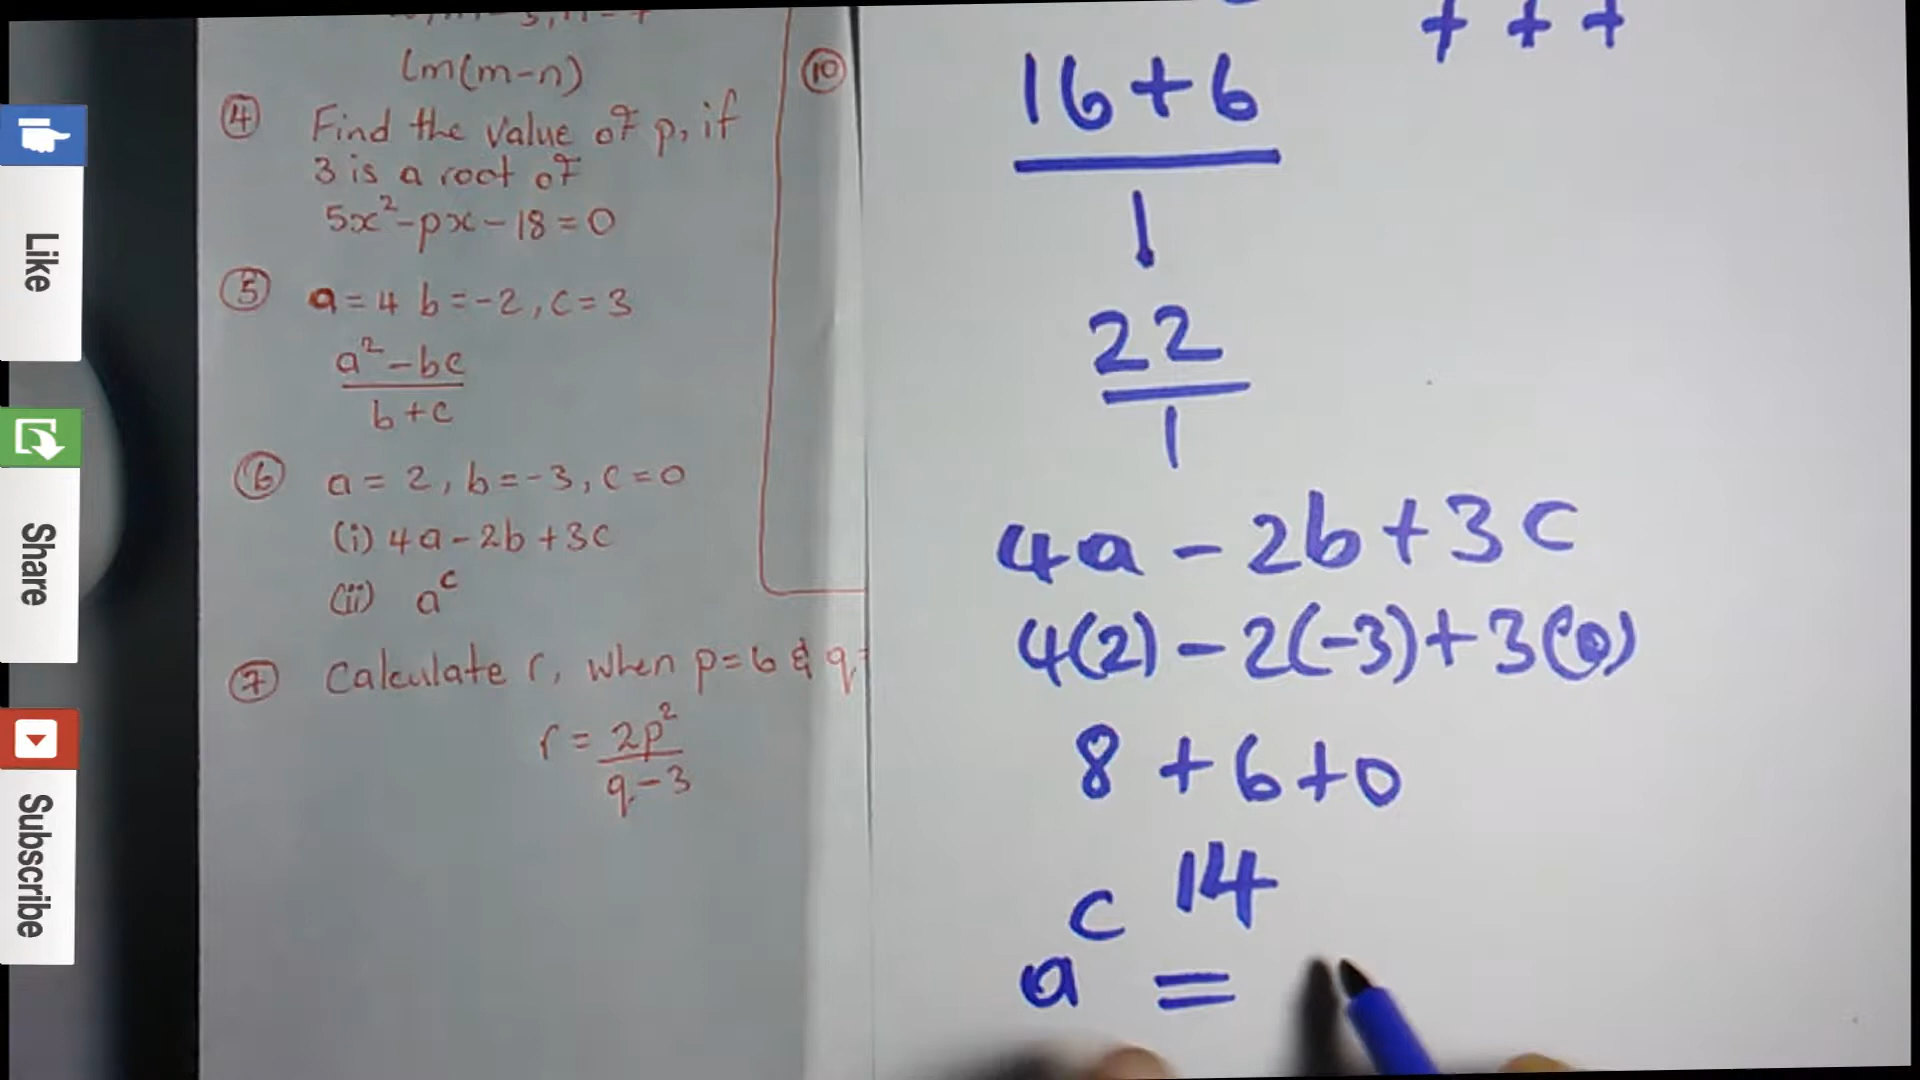 Like
Share
Subscribe
lm(m-n)
④ Find the value of p, if
3 is a root of
5x²-px-18=0
⑤ a=4 b=-2, c=3
a²-bc
b+c
⑥ a=2, b=-3, c=0
(i) 4a-2b+3c
(ii) aᶜ
⑦ Calculate r, when p=6 & q
r = 2p²
q-3
⑩
+ + +
16+6
1
22
1
4a - 2b + 3c
4(2) - 2(-3) + 3(0)
8 + 6 + 0
14
aᶜ =